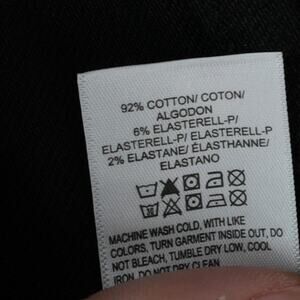 92% COTTON/ COTON/
ALGODON
6% ELASTERELL-P/
ELASTERELL-P/ ELASTERELL-P
2% ELASTANE/ ÉLASTHANNE/
ELASTANO
MACHINE WASH COLD, WITH LIKE
COLORS, TURN GARMENT INSIDE OUT, DO
NOT BLEACH, TUMBLE DRY LOW, COOL
IRON, DO NOT DRY CLEAN